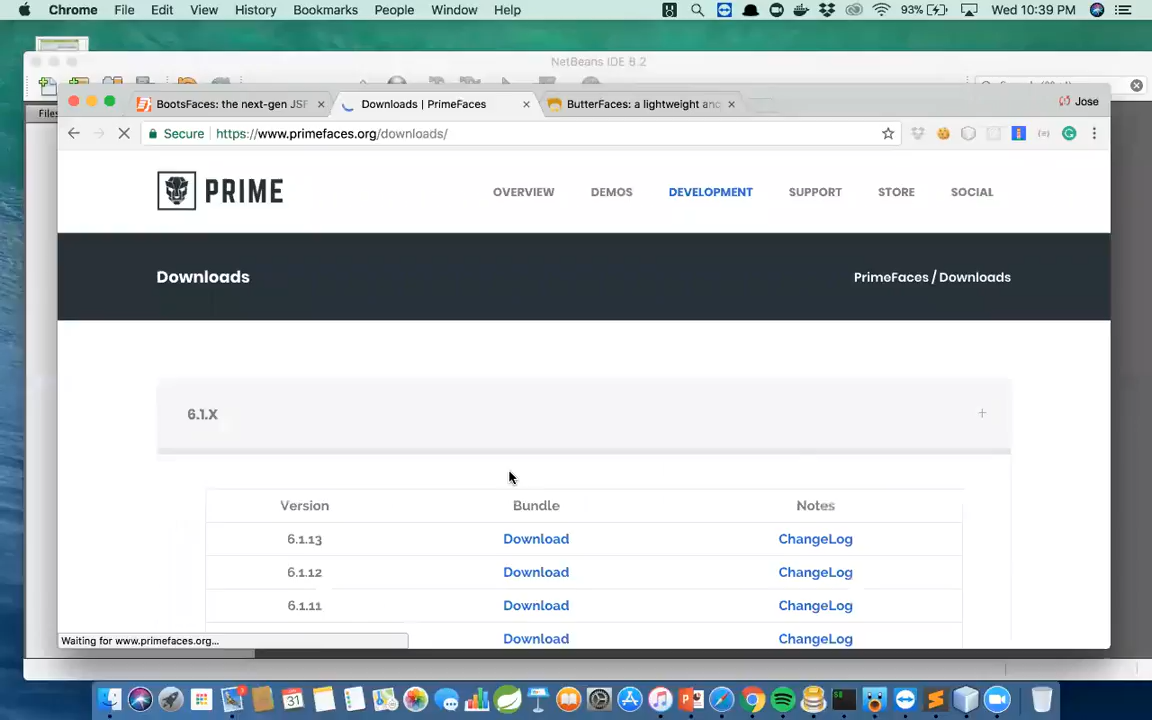 Chrome File Edit View History Bookmarks People Window Help 93% Wed 10:39 PM
NetBeans IDE 8.2
Files
BootsFaces: the next-gen JSF Downloads | PrimeFaces ButterFaces: a lightweight and Jose
Secure https://www.primefaces.org/downloads/
PRIME OVERVIEW DEMOS DEVELOPMENT SUPPORT STORE SOCIAL
Downloads PrimeFaces / Downloads
6.1.X +
Version Bundle Notes
6.1.13 Download ChangeLog
6.1.12 Download ChangeLog
6.1.11 Download ChangeLog
Download ChangeLog
Waiting for www.primefaces.org...
31